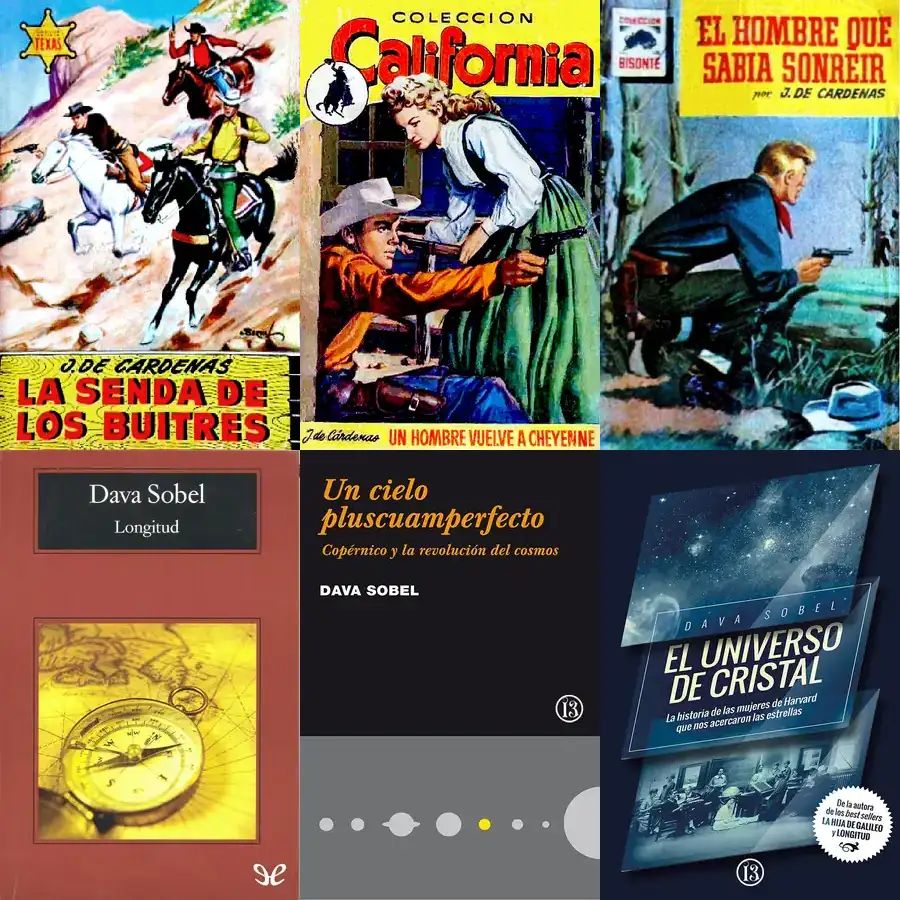 SERIE
TEXAS
J. DE CARDENAS
LA SENDA DE
LOS BUITRES
COLECCION
California
J. de Cárdenas UN HOMBRE VUELVE A CHEYENNE
COLECCION
BISONTE
EL HOMBRE QUE
SABIA SONREIR
por J. DE CARDENAS
Dava Sobel
Longitud
N
E
S
Un cielo
pluscuamperfecto
Copérnico y la revolución del cosmos
DAVA SOBEL
13
DAVA SOBEL
EL UNIVERSO
DE CRISTAL
La historia de las mujeres de Harvard
que nos acercaron las estrellas
De la autora
de los best sellers
LA HIJA DE GALILEO
y LONGITUD
13